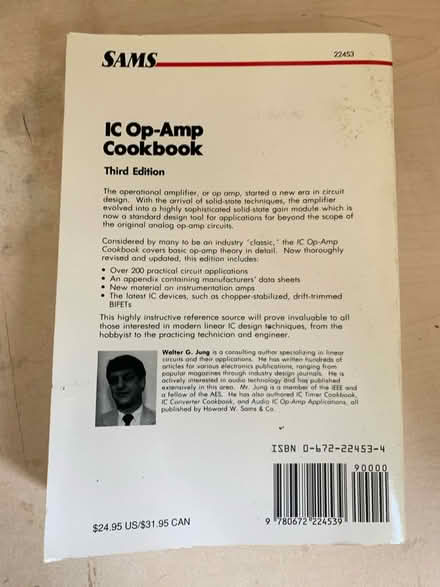 SAMS
22453
IC Op-Amp
Cookbook
Third Edition
The operational amplifier, or op amp, started a new era in circuit
design. With the arrival of solid-state techniques, the amplifier
evolved into a highly sophisticated solid-state gain module which is
now a standard design tool for applications far beyond the scope of
the original analog op-amp circuits.
Considered by many to be an industry "classic," the IC Op-Amp
Cookbook covers basic op-amp theory in detail. Now thoroughly
revised and updated, this edition includes:
• Over 200 practical circuit applications
• An appendix containing manufacturers' data sheets
• New material on instrumentation amps
• The latest IC devices, such as chopper-stabilized, drift-trimmed
BIFETs
This highly instructive reference source will prove invaluable to all
those interested in modern linear IC design techniques, from the
hobbyist to the practicing technician and engineer.
Walter G. Jung is a consulting author specializing in linear
circuits and their applications. He has written hundreds of
articles for various electronics publications, ranging from
popular magazines through industry design journals. He is
actively interested in audio technology and has published
extensively in this area. Mr. Jung is a member of the IEEE and
a fellow of the AES. He has also authored IC Timer Cookbook,
IC Converter Cookbook, and Audio IC Op-Amp Applications, all
published by Howard W. Sams & Co.
ISBN 0-672-22453-4
90000
9 780672 224539
$24.95 US/$31.95 CAN